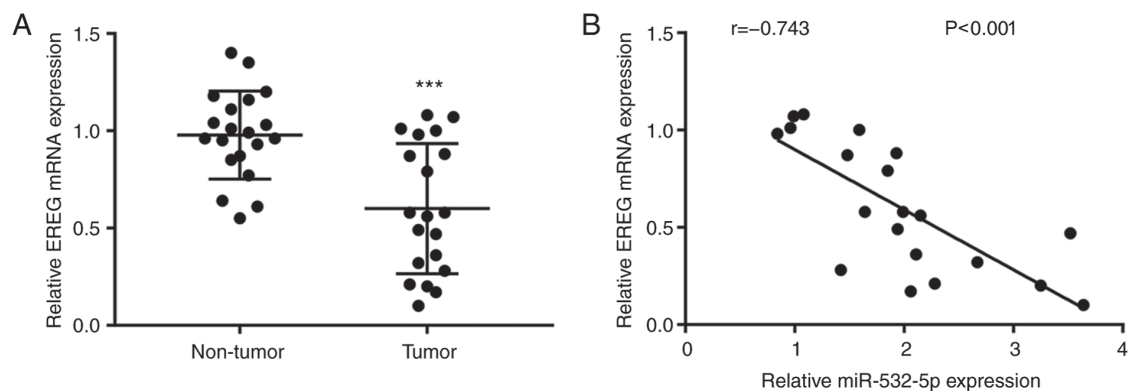 A
Relative EREG mRNA expression
1.5
1.0
0.5
0.0
***
Non-tumor
Tumor
B
Relative EREG mRNA expression
r=−0.743
P<0.001
1.5
1.0
0.5
0.0
0
1
2
3
4
Relative miR-532-5p expression